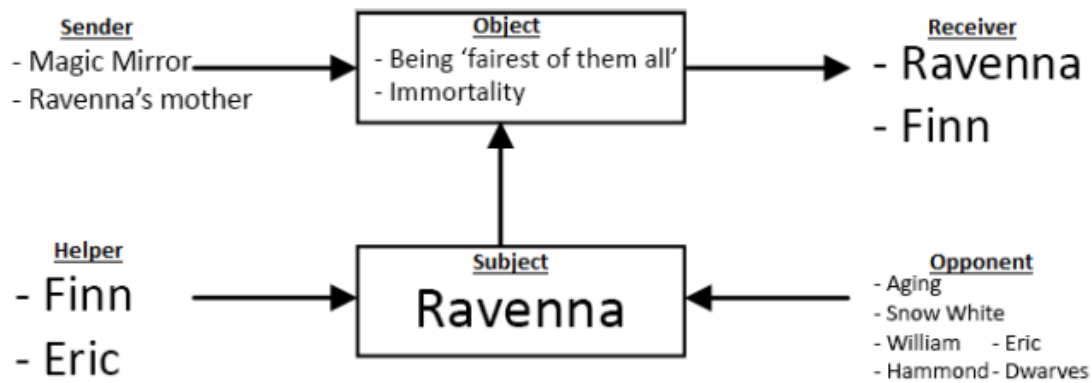 Sender
- Magic Mirror
- Ravenna's mother
Object
- Being ‘fairest of them all’
- Immortality
Receiver
- Ravenna
- Finn
Helper
- Finn
- Eric
Subject
Ravenna
Opponent
- Aging
- Snow White
- William - Eric
- Hammond - Dwarves